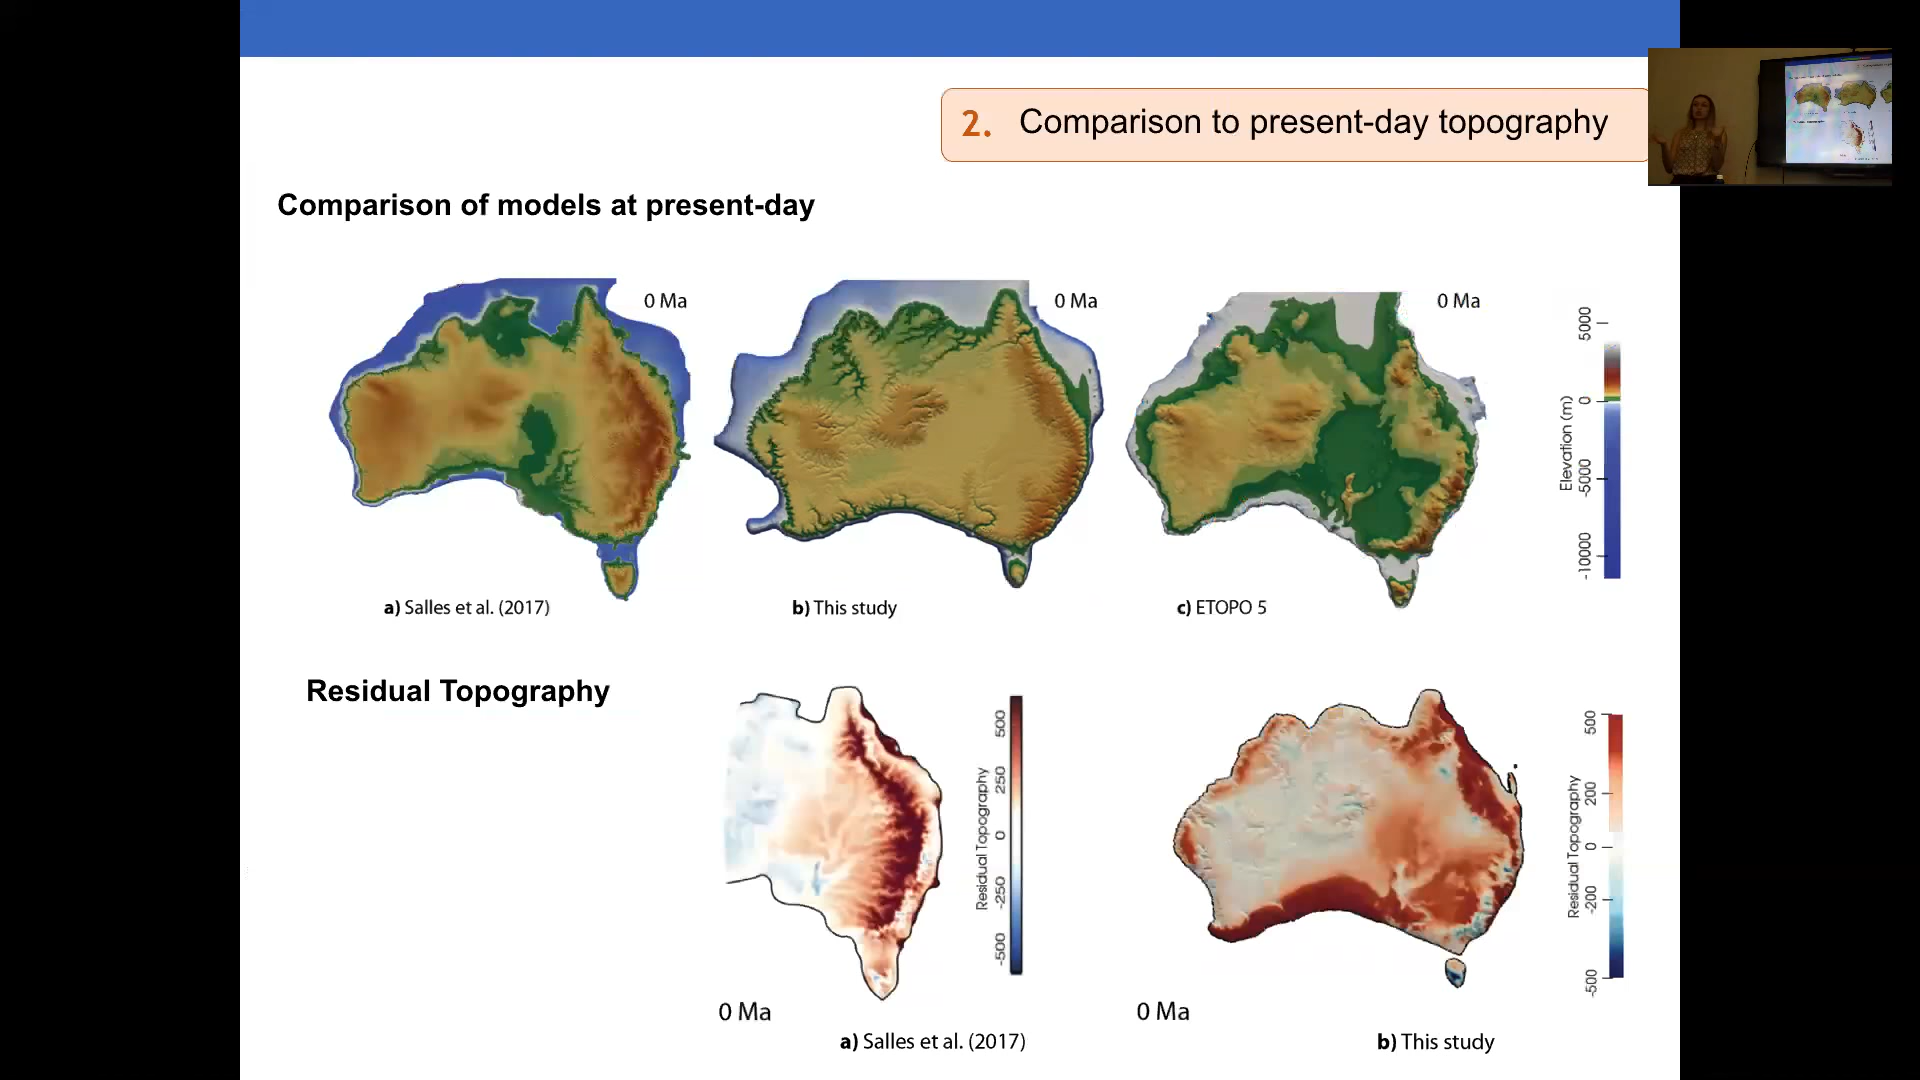 2. Comparison to present-day topography
Comparison of models at present-day
0 Ma
0 Ma
0 Ma
5000
0
-5000
-10000
Elevation (m)
a) Salles et al. (2017)
b) This study
c) ETOPO 5
Residual Topography
500
250
0
-250
-500
Residual Topography
500
200
0
-200
-500
Residual Topography
0 Ma
0 Ma
a) Salles et al. (2017)
b) This study